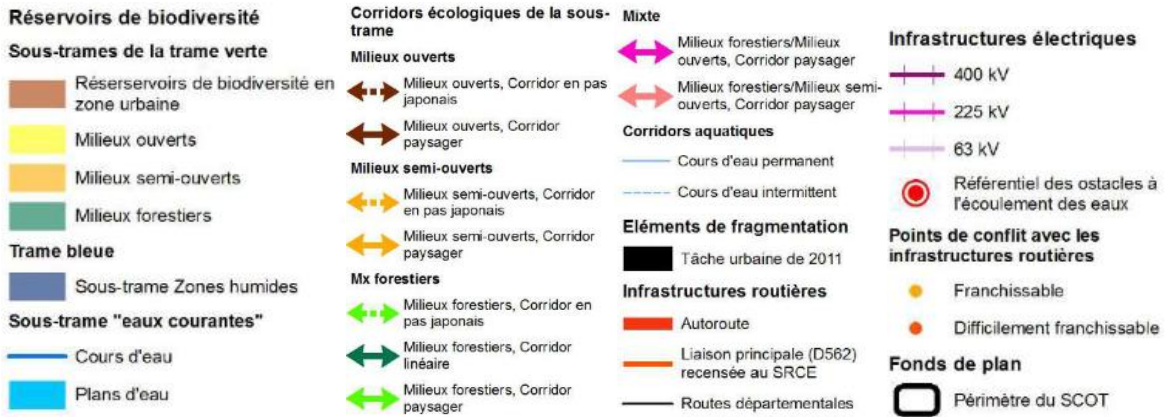 Réservoirs de biodiversité
Sous-trames de la trame verte
Réserservoirs de biodiversité en
zone urbaine
Milieux ouverts
Milieux semi-ouverts
Milieux forestiers
Trame bleue
Sous-trame Zones humides
Sous-trame "eaux courantes"
Cours d'eau
Plans d'eau
Corridors écologiques de la sous-
trame
Milieux ouverts
Milieux ouverts, Corridor en pas
japonais
Milieux ouverts, Corridor
paysager
Milieux semi-ouverts
Milieux semi-ouverts, Corridor
en pas japonais
Milieux semi-ouverts, Corridor
paysager
Mx forestiers
Milieux forestiers, Corridor en
pas japonais
Milieux forestiers, Corridor
linéaire
Milieux forestiers, Corridor
paysager
Mixte
Milieux forestiers/Milieux
ouverts, Corridor paysager
Milieux forestiers/Milieux semi-
ouverts, Corridor paysager
Corridors aquatiques
Cours d'eau permanent
Cours d'eau intermittent
Eléments de fragmentation
Tâche urbaine de 2011
Infrastructures routières
Autoroute
Liaison principale (D562)
recensée au SRCE
Routes départementales
Infrastructures électriques
400 kV
225 kV
63 kV
Référentiel des ostacles à
l'écoulement des eaux
Points de conflit avec les
infrastructures routières
Franchissable
Difficilement franchissable
Fonds de plan
Périmètre du SCOT